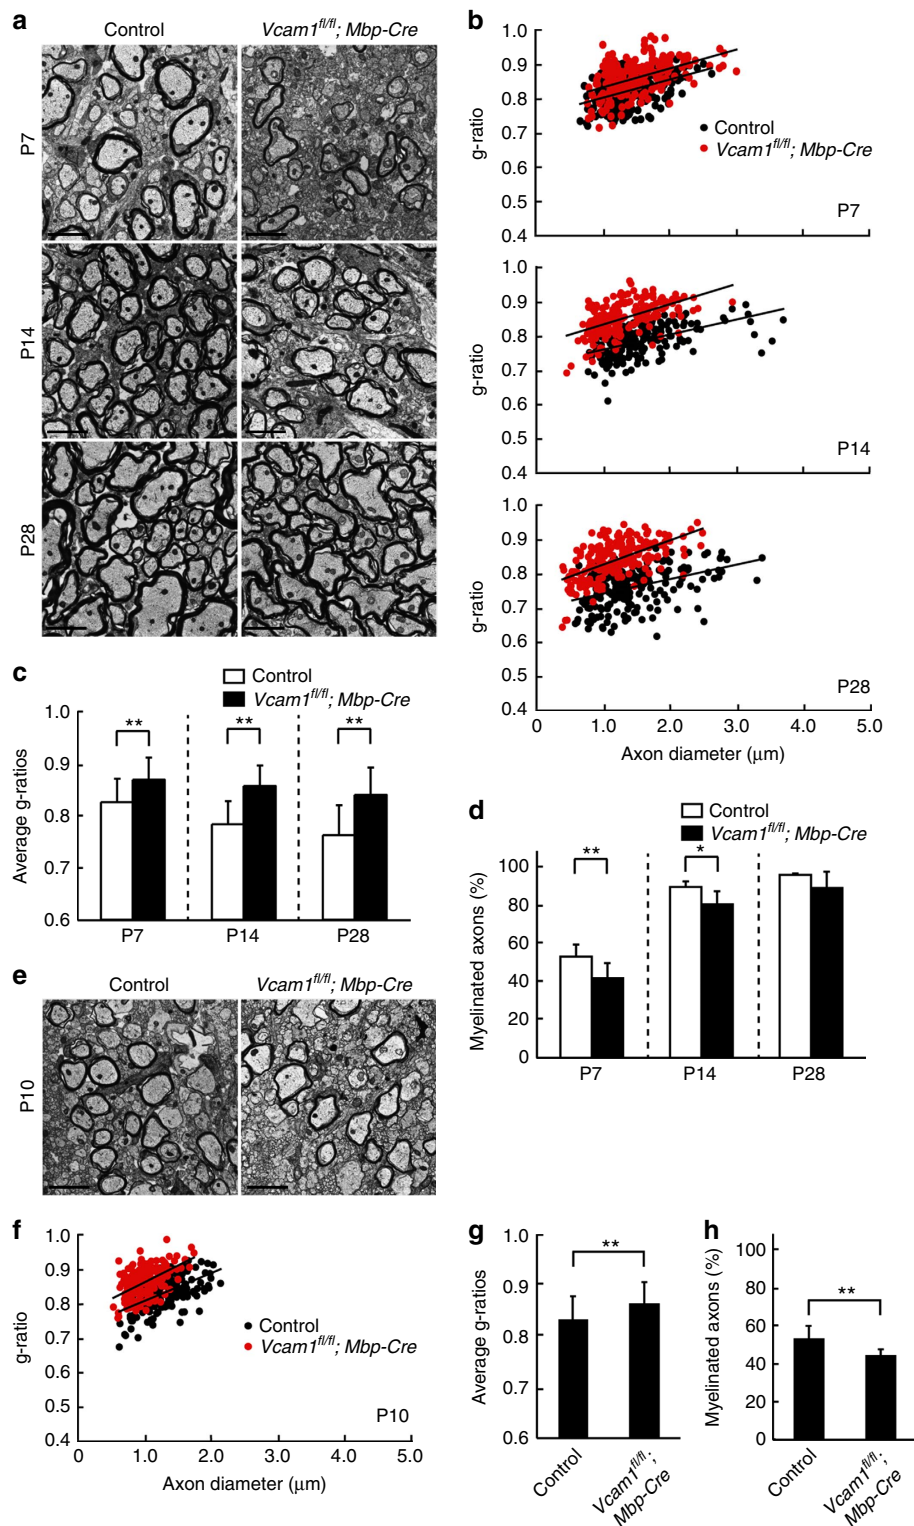 a
Control
Vcam1fl/fl; Mbp-Cre
P7
P14
P28
b
1.0
0.9
0.8
0.7
0.6
0.5
0.4
g-ratio
Control
Vcam1fl/fl; Mbp-Cre
P7
1.0
0.9
0.8
0.7
0.6
0.5
0.4
g-ratio
P14
1.0
0.9
0.8
0.7
0.6
0.5
0.4
g-ratio
P28
0 1.0 2.0 3.0 4.0 5.0
Axon diameter (μm)
c
Control
Vcam1fl/fl; Mbp-Cre
1.0
0.9
0.8
0.7
0.6
Average g-ratios
** ** **
P7 P14 P28
d
Control
Vcam1fl/fl; Mbp-Cre
100
80
60
40
20
0
Myelinated axons (%)
** *
P7 P14 P28
e
Control
Vcam1fl/fl; Mbp-Cre
P10
f
1.0
0.9
0.8
0.7
0.6
0.5
0.4
g-ratio
Control
Vcam1fl/fl; Mbp-Cre
P10
0 1.0 2.0 3.0 4.0 5.0
Axon diameter (μm)
g
1.0
0.9
0.8
0.7
0.6
Average g-ratios
**
Control
Vcam1fl/fl;
Mbp-Cre
h
100
80
60
40
20
0
Myelinated axons (%)
**
Control
Vcam1fl/fl;
Mbp-Cre